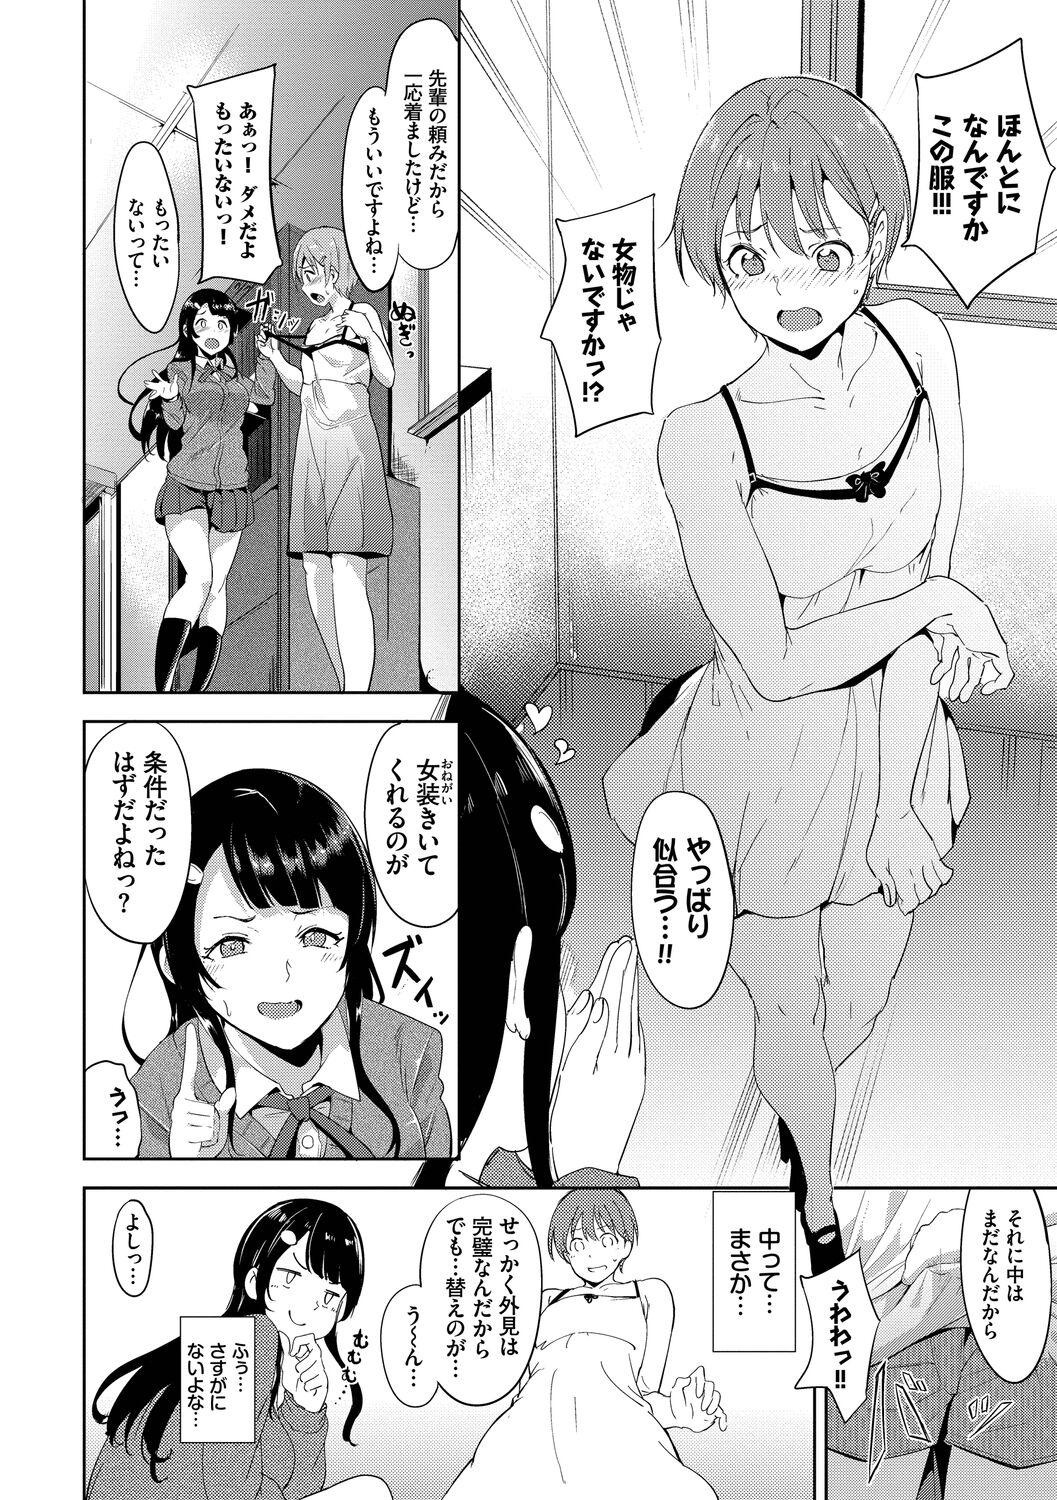 ほんとに
なんですか
この服!!!
女物じゃ
ないですかっ!?
やっぱり
似合う…!!
先輩の頼みだから
一応着ましたけど…
もういいですよね…
ぬぎっ
ガシッ
あぁっ！ダメだよ
もったいないっ！
もったい
ないって…
おねがい
女装きいて
くれるのが
条件だった
はずだよねっ？
ズイッ
うっ…
それに中は
まだなんだから
うわわっ!!
中って…
まさか…
せっかく外見は
完璧なんだから
でも…替えのが…
う〜ん…
むむむ…
ふぅ…
さすがに
ないよな…
よしっ…